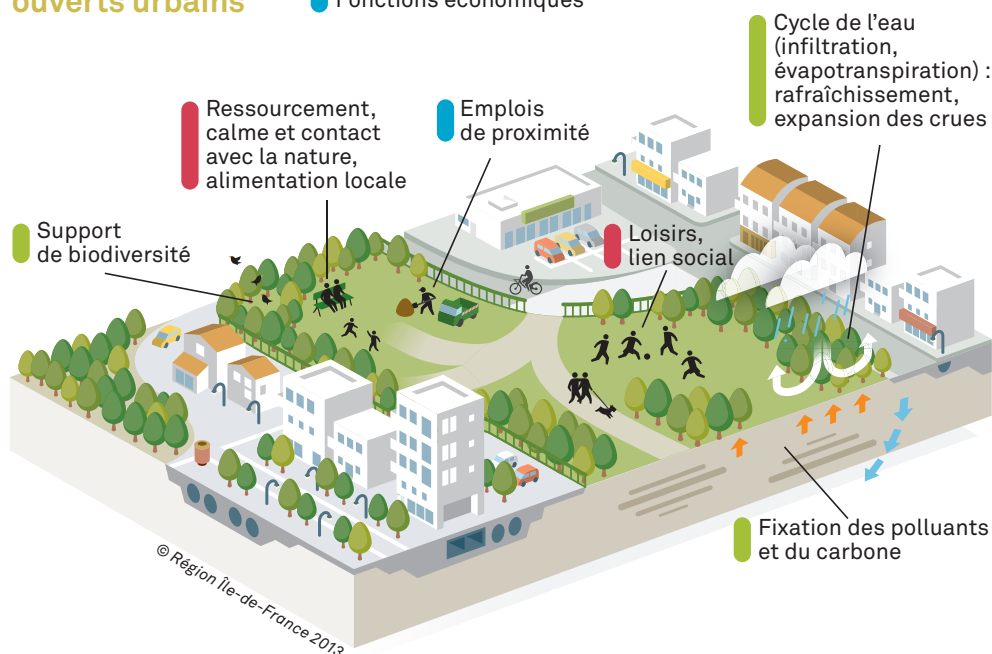 ouverts urbains
Fonctions économiques
Cycle de l’eau
(infiltration,
évapotranspiration) :
rafraîchissement,
expansion des crues
Ressourcement,
calme et contact
avec la nature,
alimentation locale
Emplois
de proximité
Support
de biodiversité
Loisirs,
lien social
Fixation des polluants
et du carbone
© Région Île-de-France 2013